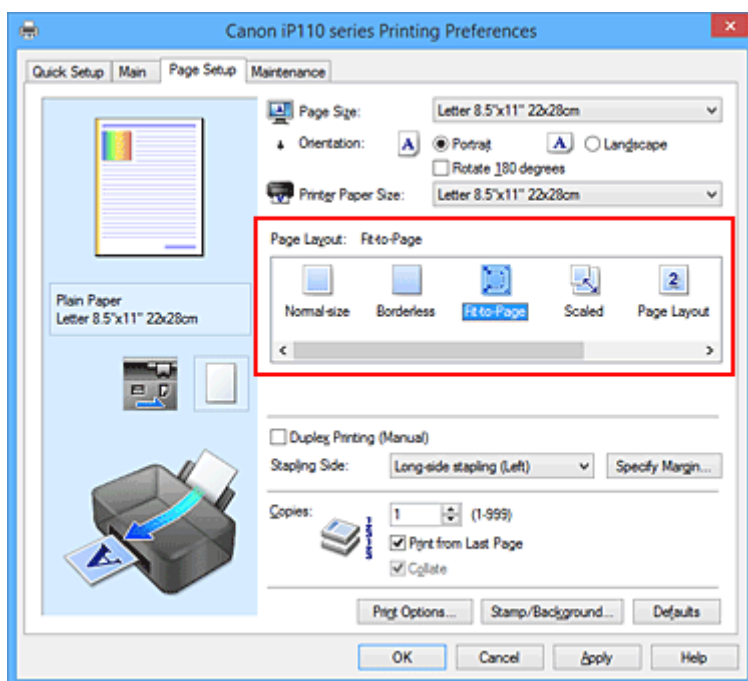 Canon iP110 series Printing Preferences
Quick Setup Main Page Setup Maintenance
Page Size: Letter 8.5"x11" 22x28cm
Orientation: A Portrait A Landscape
Rotate 180 degrees
Printer Paper Size: Letter 8.5"x11" 22x28cm
Page Layout: Fit-to-Page
2
Normal-size Borderless Fit-to-Page Scaled Page Layout
Plain Paper
Letter 8.5"x11" 22x28cm
Duplex Printing (Manual)
Stapling Side: Long-side stapling (Left) Specify Margin...
Copies: 1 (1-999)
Print from Last Page
Collate
A
Print Options... Stamp/Background... Defaults
OK Cancel Apply Help